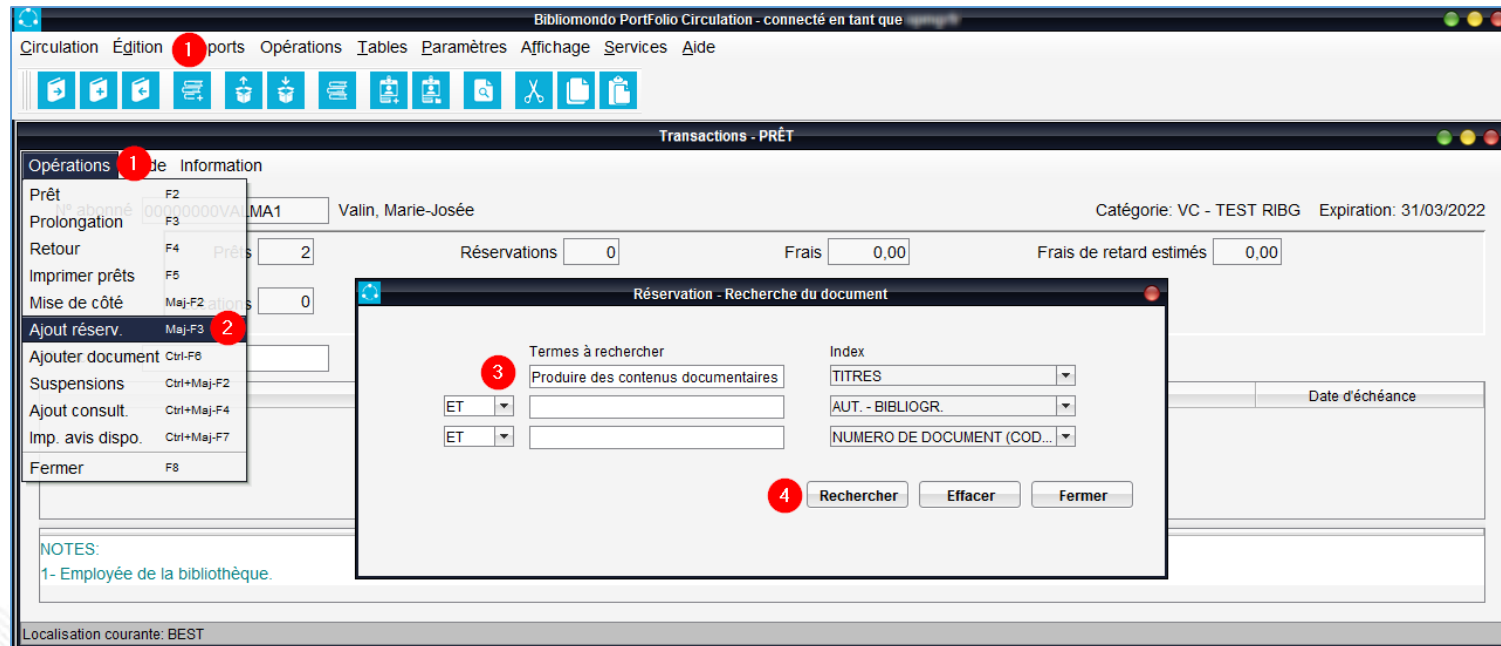 Bibliomondo PortFolio Circulation - connecté en tant que
Circulation Édition 1 ports Opérations Tables Paramètres Affichage Services Aide
Transactions - PRÊT
Opérations 1 de Information
Prêt F2
Prolongation F3
Retour F4
Imprimer prêts F5
Mise de côté Maj-F2
Ajout réserv. Maj-F3 2
Ajouter document Ctrl-F6
Suspensions Ctrl+Maj-F2
Ajout consult. Ctrl+Maj-F4
Imp. avis dispo. Ctrl+Maj-F7
Fermer F8
N° abonné 00000000VALMA1 Valin, Marie-Josée Catégorie: VC - TEST RIBG Expiration: 31/03/2022
Prêts 2 Réservations 0 Frais 0,00 Frais de retard estimés 0,00
0
Réservation - Recherche du document
Termes à rechercher Index
3 Produire des contenus documentaires TITRES
ET AUT. - BIBLIOGR.
ET NUMERO DE DOCUMENT (COD...
4 Rechercher Effacer Fermer
Date d'échéance
NOTES:
1- Employée de la bibliothèque.
Localisation courante: BEST